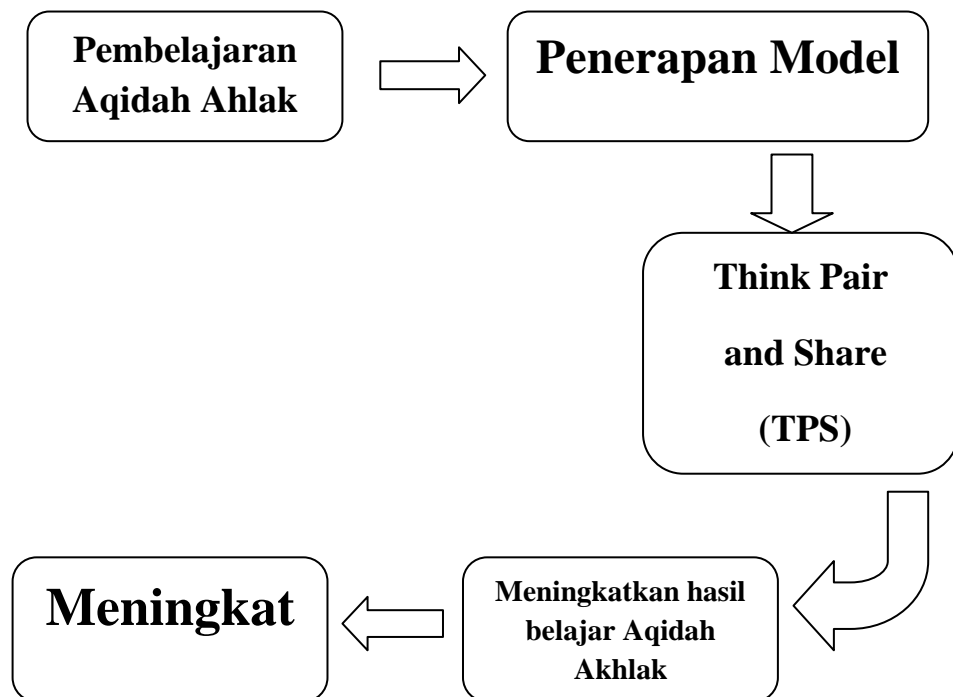 Pembelajaran
Aqidah Ahlak
Penerapan Model
Think Pair
and Share
(TPS)
Meningkatkan hasil
belajar Aqidah
Akhlak
Meningkat